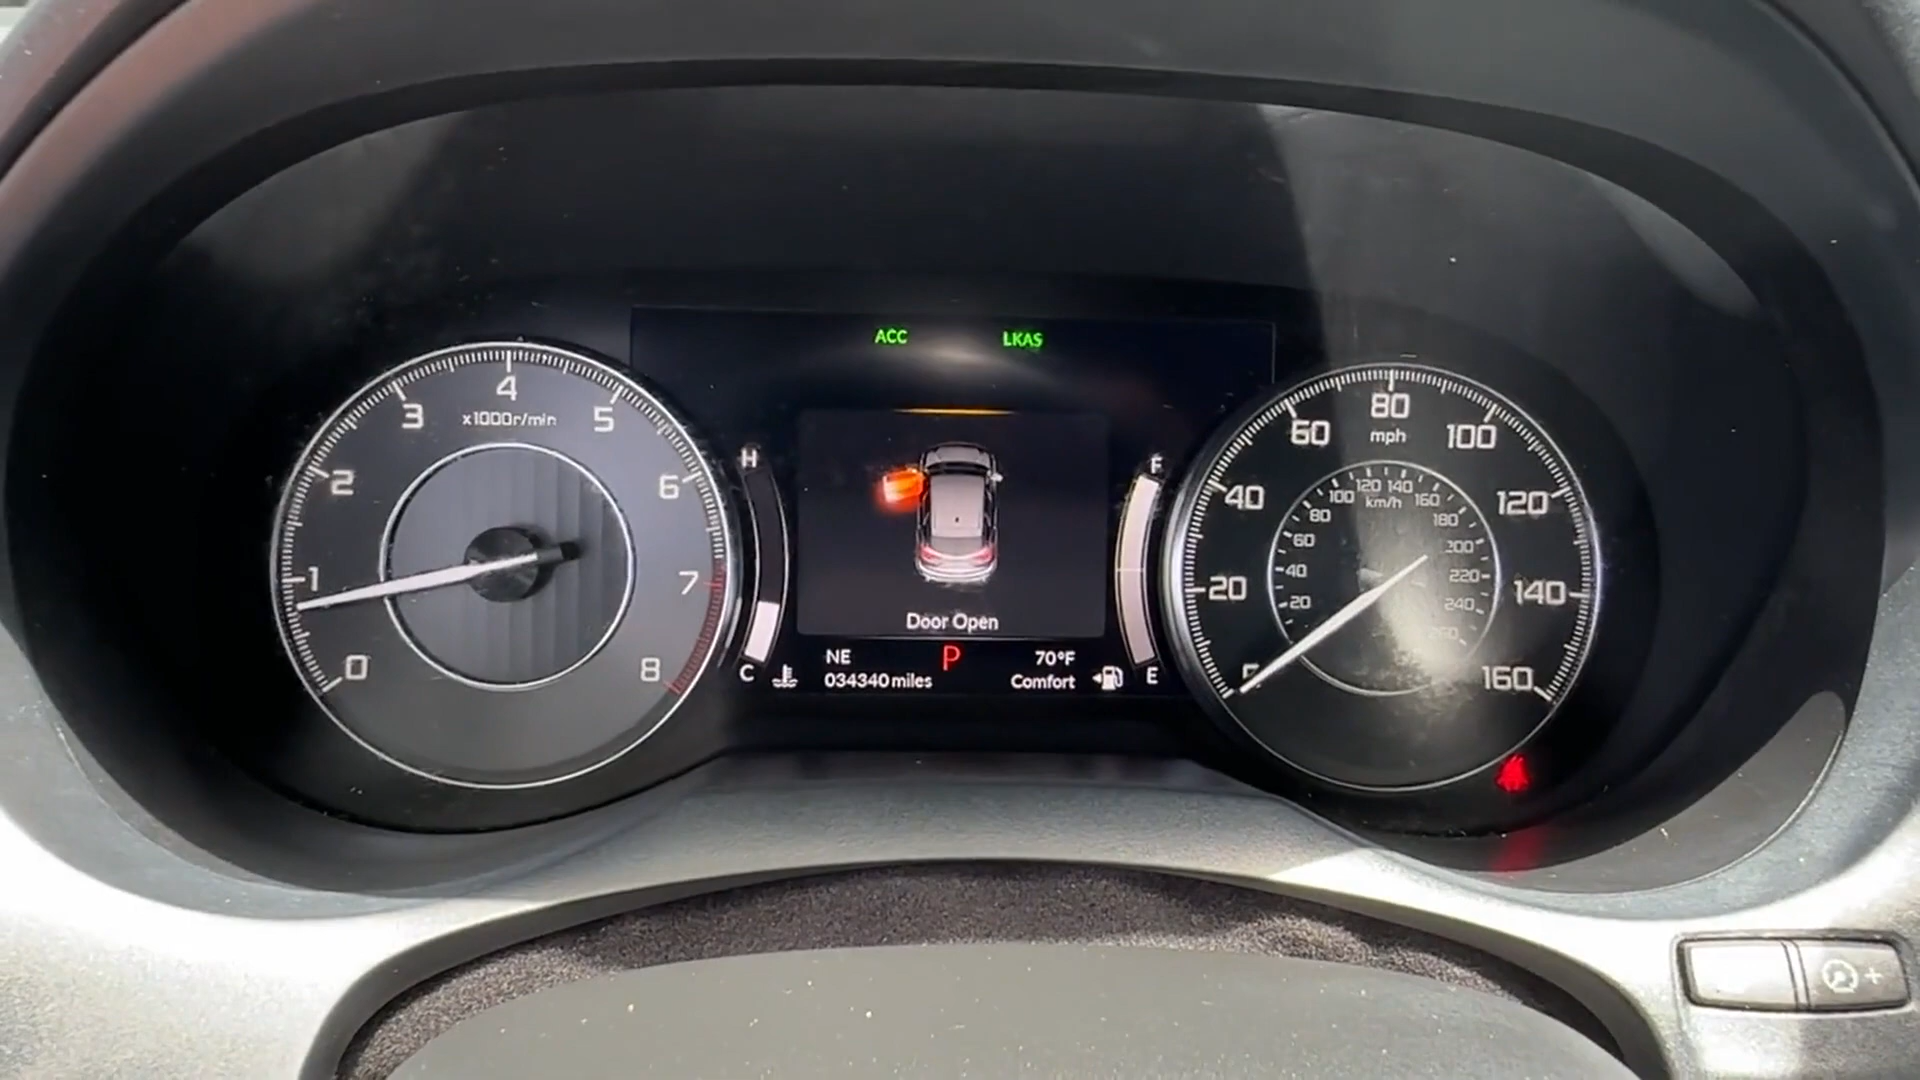 ACC LKAS
0 1 2 3 4 5 6 7 8
x1000r/min
H
C
Door Open
NE P 70°F
034340 miles Comfort
F
E
20 40 60 80 100 120 140 160
mph
20 40 60 80 100 120 140 160 180 200 220 240
km/h
+